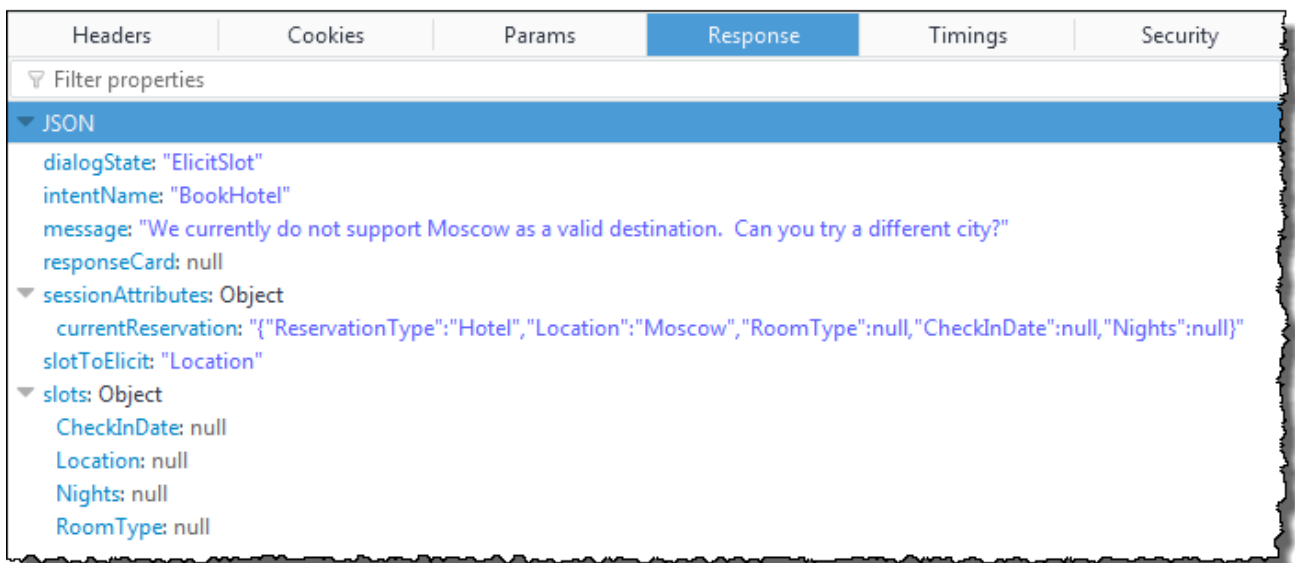 Headers Cookies Params Response Timings Security
Filter properties
JSON
dialogState: "ElicitSlot"
intentName: "BookHotel"
message: "We currently do not support Moscow as a valid destination.  Can you try a different city?"
responseCard: null
sessionAttributes: Object
currentReservation: "{"ReservationType":"Hotel","Location":"Moscow","RoomType":null,"CheckInDate":null,"Nights":null}"
slotToElicit: "Location"
slots: Object
CheckInDate: null
Location: null
Nights: null
RoomType: null